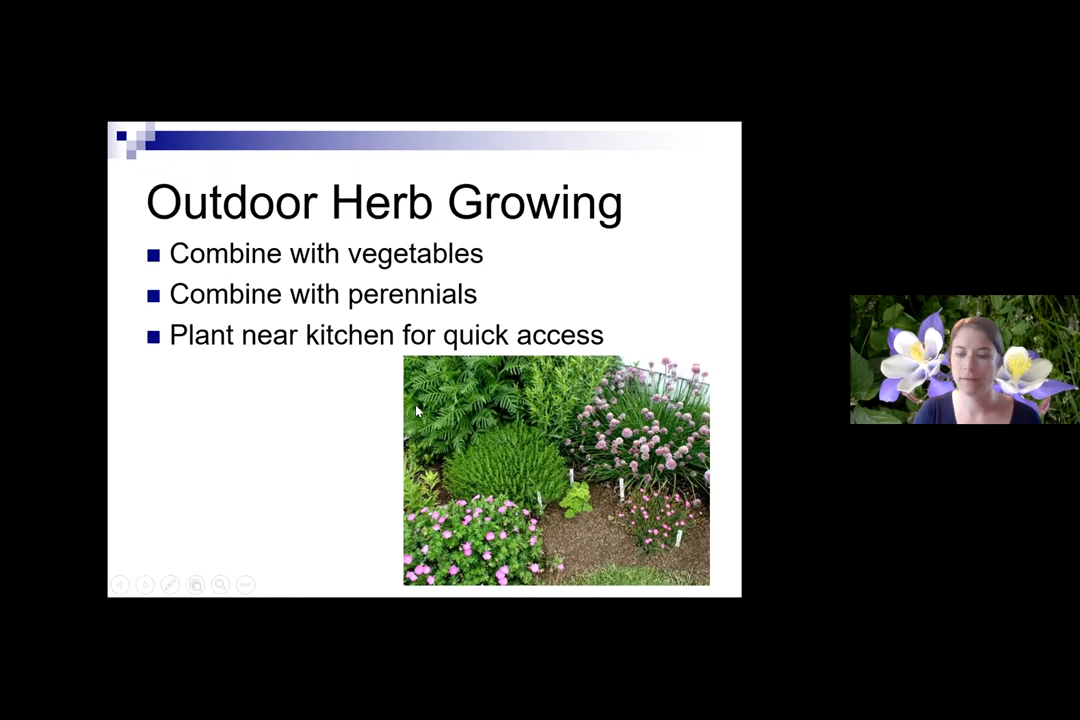 Outdoor Herb Growing
Combine with vegetables
Combine with perennials
Plant near kitchen for quick access